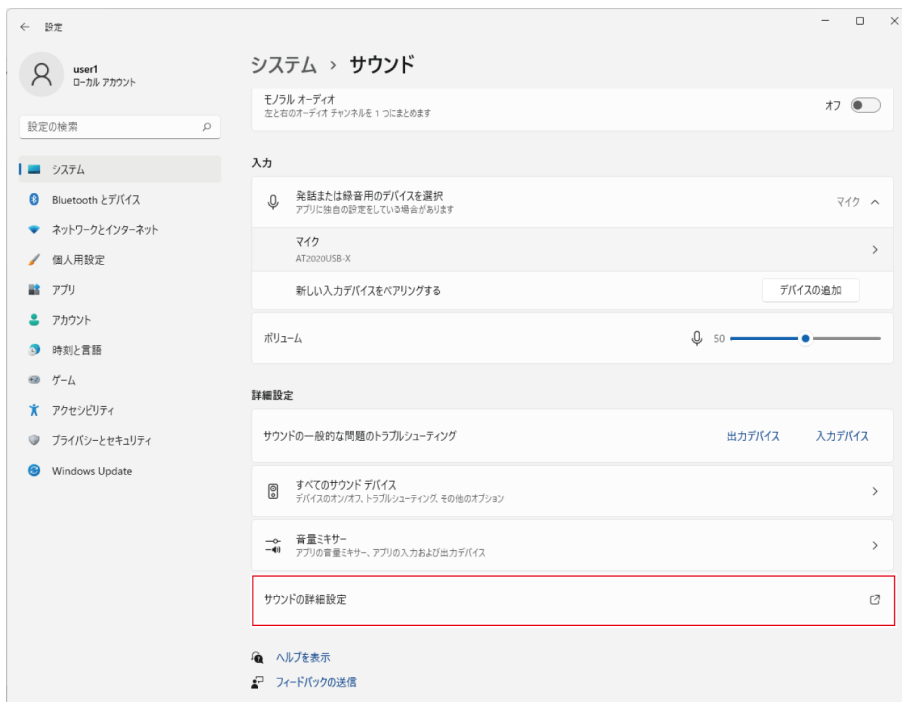 設定
user1
ローカル アカウント
設定の検索
システム
Bluetooth とデバイス
ネットワークとインターネット
個人用設定
アプリ
アカウント
時刻と言語
ゲーム
アクセシビリティ
プライバシーとセキュリティ
Windows Update
システム › サウンド
モノラル オーディオ
左と右のオーディオ チャンネルを 1 つにまとめます
オフ
入力
発話または録音用のデバイスを選択
アプリに独自の設定をしている場合があります
マイク
マイク
AT2020USB-X
新しい入力デバイスをペアリングする
デバイスの追加
ボリューム
50
詳細設定
サウンドの一般的な問題のトラブルシューティング
出力デバイス
入力デバイス
すべてのサウンド デバイス
デバイスのオン/オフ、トラブルシューティング、その他のオプション
音量ミキサー
アプリの音量ミキサー、アプリの入力および出力デバイス
サウンドの詳細設定
ヘルプを表示
フィードバックの送信